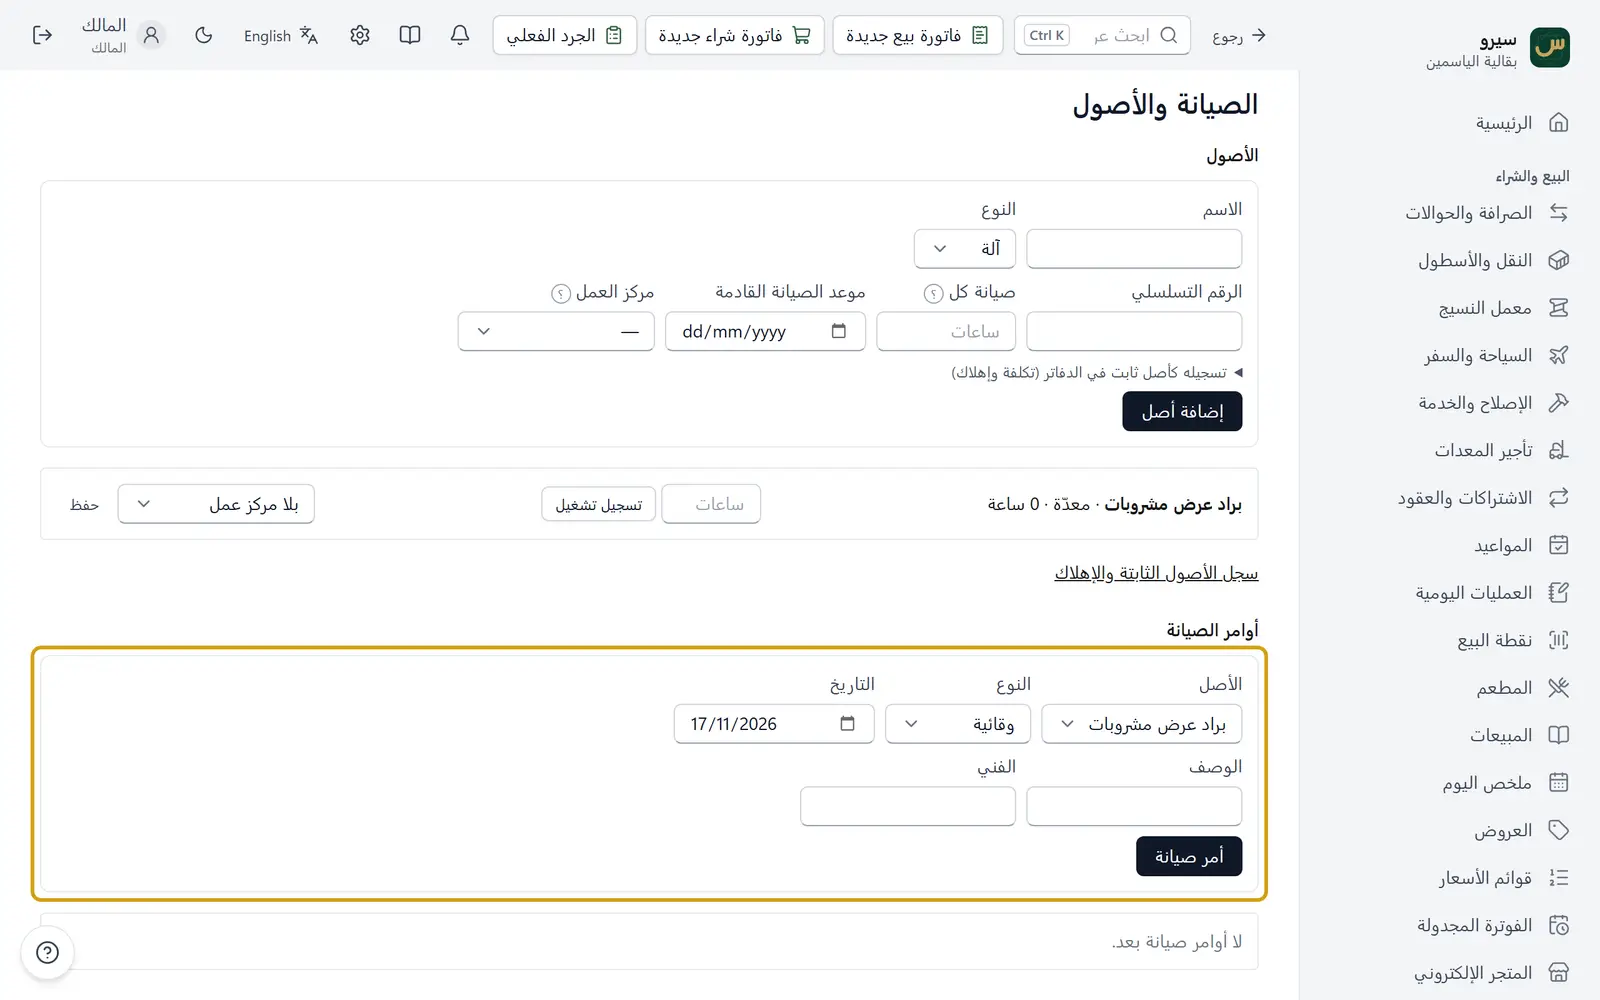 س
سيرو
بقالية الياسمين
رجوع
ابحث عر
Ctrl K
فاتورة بيع جديدة
فاتورة شراء جديدة
الجرد الفعلي
English
المالك
المالك
الرئيسية
البيع والشراء
الصرافة والحوالات
النقل والأسطول
معمل النسيج
السياحة والسفر
الإصلاح والخدمة
تأجير المعدات
الاشتراكات والعقود
المواعيد
العمليات اليومية
نقطة البيع
المطعم
المبيعات
ملخص اليوم
العروض
قوائم الأسعار
الفوترة المجدولة
المتجر الإلكتروني
الصيانة والأصول
الأصول
الاسم
النوع
آلة
الرقم التسلسلي
صيانة كل ؟
موعد الصيانة القادمة
مركز العمل ؟
ساعات
dd/mm/yyyy
—
تسجيله كأصل ثابت في الدفاتر (تكلفة وإهلاك)
إضافة أصل
براد عرض مشروبات · معدّة · 0 ساعة
ساعات
تسجيل تشغيل
بلا مركز عمل
حفظ
سجل الأصول الثابتة والإهلاك
أوامر الصيانة
الأصل
النوع
التاريخ
براد عرض مشروبات
وقائية
17/11/2026
الوصف
الفني
أمر صيانة
لا أوامر صيانة بعد.